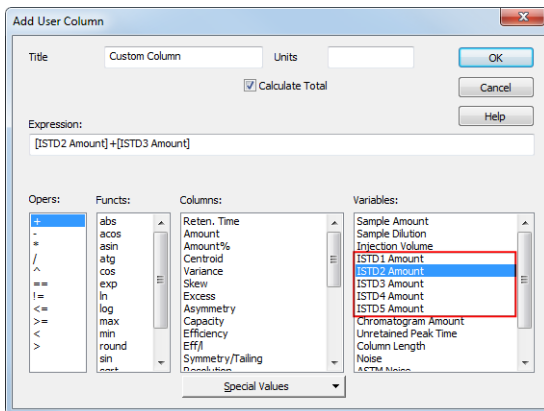 Add User Column
Title
Custom Column
Units
OK
Calculate Total
Cancel
Help
Expression:
[ISTD2 Amount]+[ISTD3 Amount]
Opers:
+
-
*
/
^
==
!=
<=
>=
<
>
Functs:
abs
acos
asin
atg
cos
exp
ln
log
max
min
round
sin
Columns:
Reten. Time
Amount
Amount%
Centroid
Variance
Skew
Excess
Asymmetry
Capacity
Efficiency
Eff/l
Symmetry/Tailing
Resolution
Variables:
Sample Amount
Sample Dilution
Injection Volume
ISTD1 Amount
ISTD2 Amount
ISTD3 Amount
ISTD4 Amount
ISTD5 Amount
Chromatogram Amount
Unretained Peak Time
Column Length
Noise
ASTM Noise
Special Values